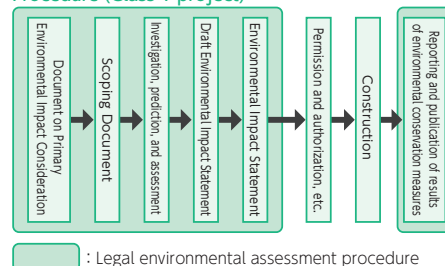 Procedure (Class 1 project)
Document on Primary
Environmental Impact Consideration
Scoping Document
Investigation, prediction, and assessment
Draft Environmental Impact Statement
Environmental Impact Statement
Permission and authorization, etc.
Construction
Reporting and publication of results
of environmental conservation measures
: Legal environmental assessment procedure